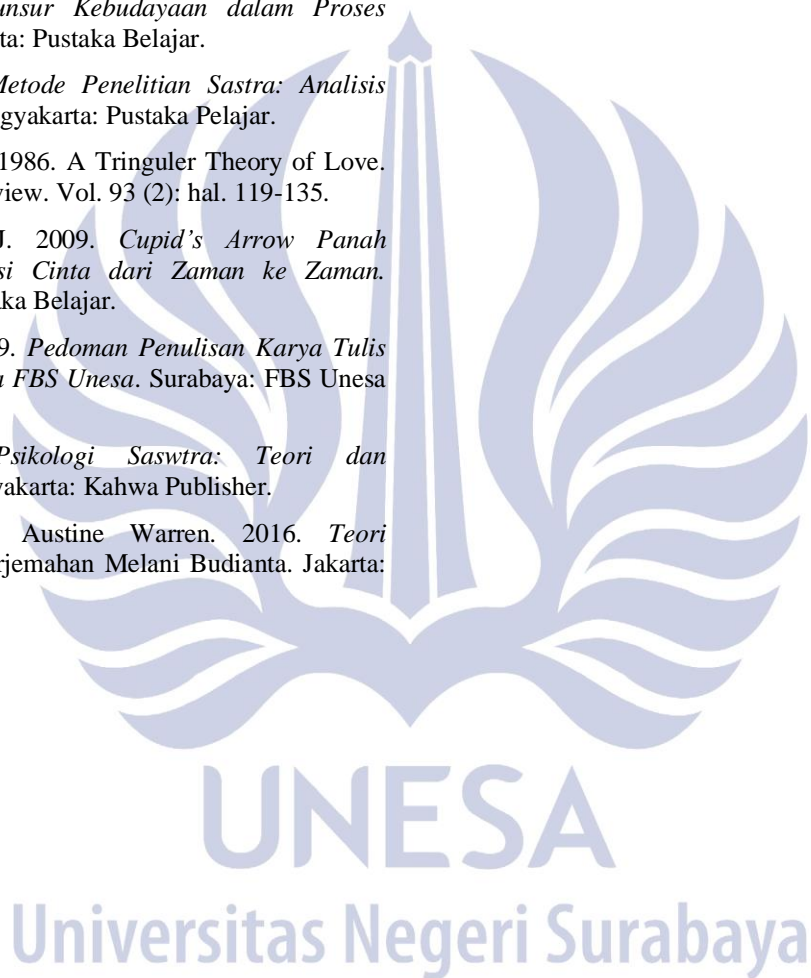 unsur Kebudayaan dalam Proses
ta: Pustaka Belajar.
Metode Penelitian Sastra: Analisis
gyakarta: Pustaka Pelajar.
1986. A Tringuler Theory of Love.
view. Vol. 93 (2): hal. 119-135.
J. 2009. Cupid’s Arrow Panah
si Cinta dari Zaman ke Zaman.
ka Belajar.
9. Pedoman Penulisan Karya Tulis
a FBS Unesa. Surabaya: FBS Unesa
Psikologi Saswtra: Teori dan
yakarta: Kahwa Publisher.
Austine Warren. 2016. Teori
rjemahan Melani Budianta. Jakarta:
UNESA
Universitas Negeri Surabaya